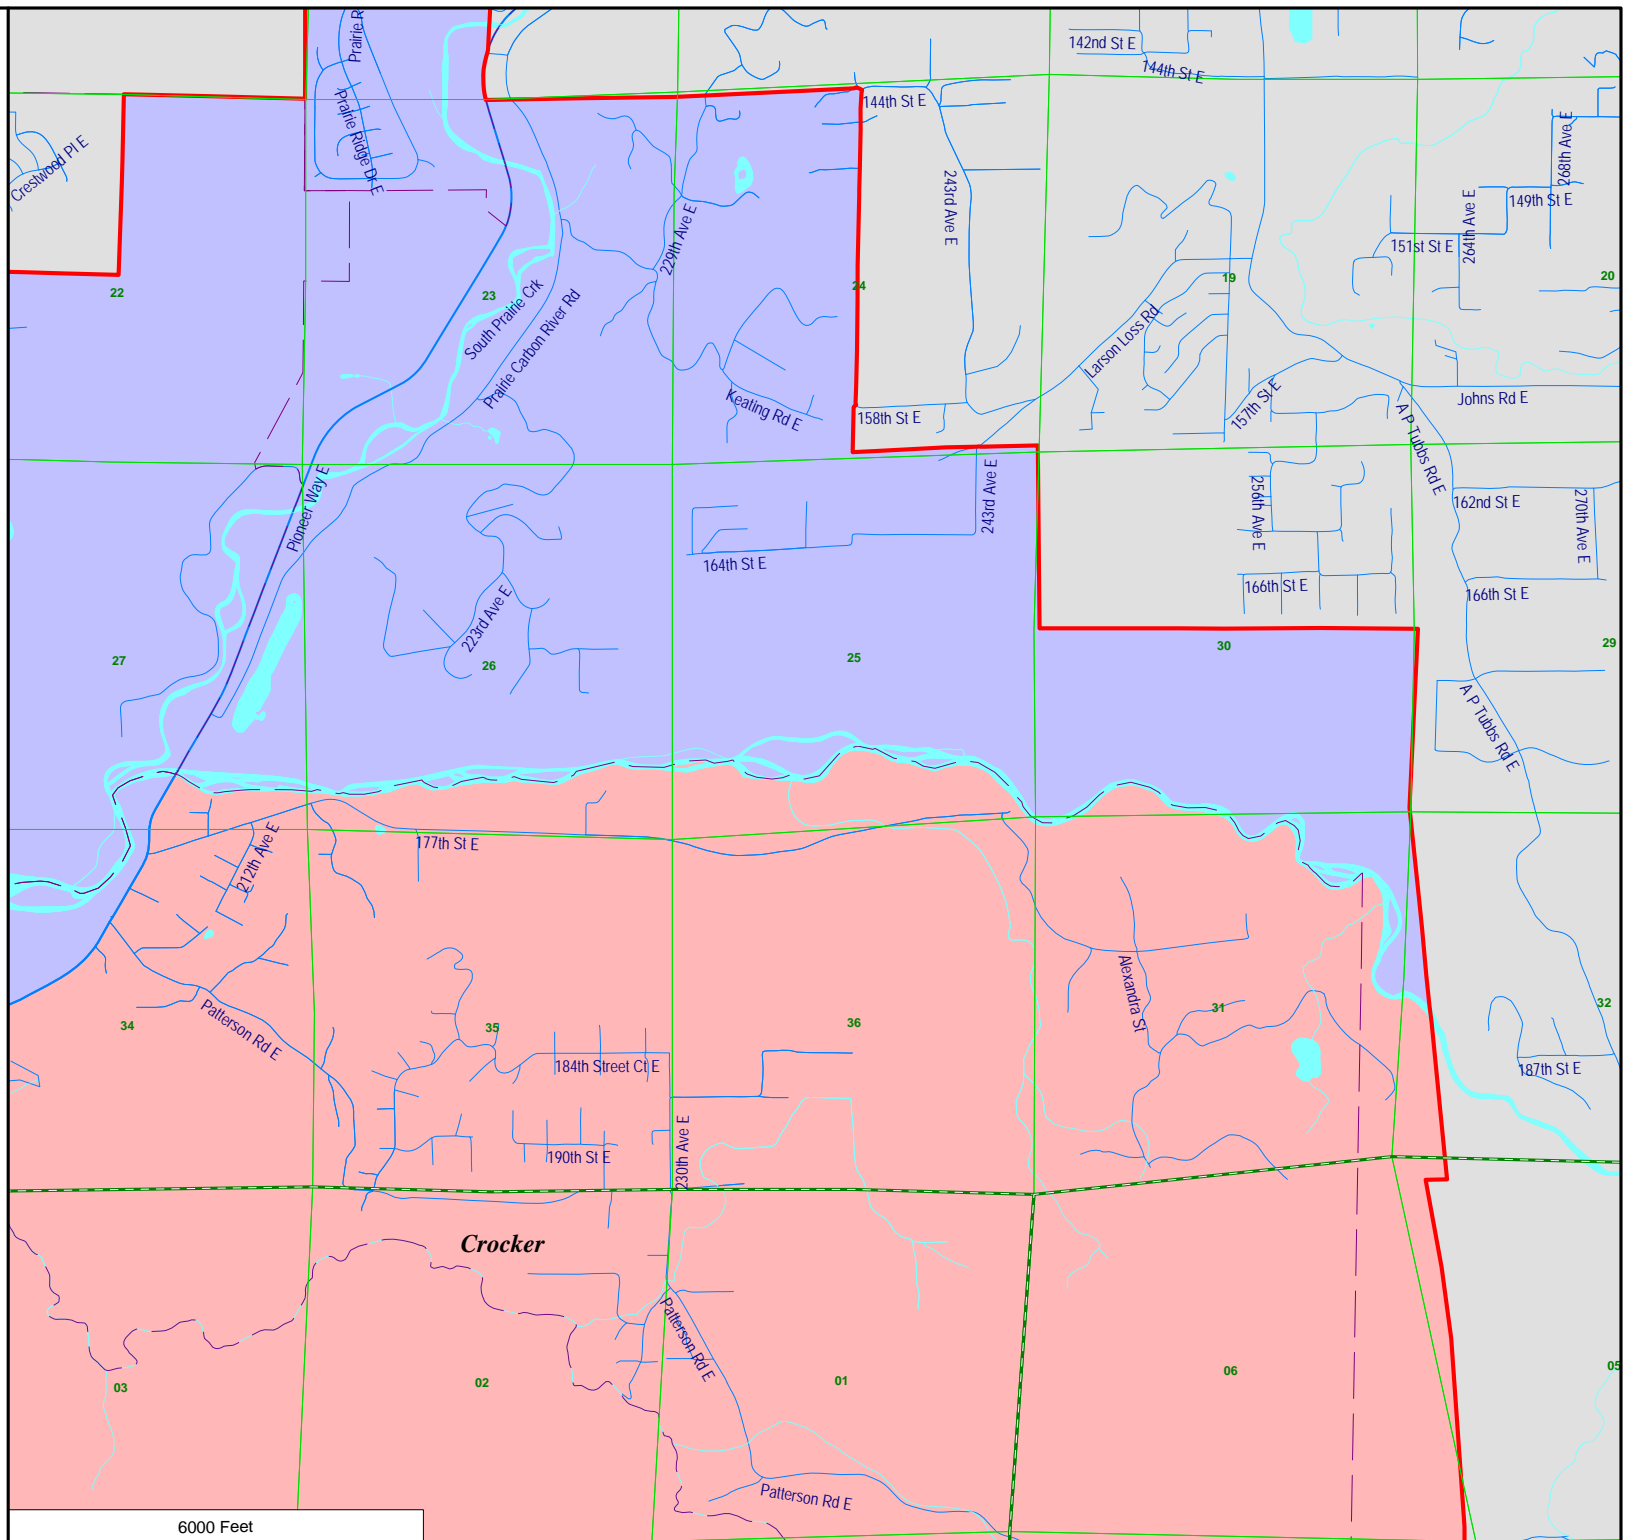 Prairie R
142nd St E
144th St E
144th St E
Crestwood Pl E
Prairie Ridge Dr E
243rd Ave E
268th Ave E
149th St E
264th Ave E
151st St E
229th Ave E
22
23
24
19
20
South Prairie Crk
Prairie Carbon River Rd
Larson Loss Rd
Keating Rd E
158th St E
157th St E
Johns Rd E
A P Tubbs Rd E
Pioneer Way E
243rd Ave E
256th Ave E
162nd St E
270th Ave E
164th St E
166th St E
166th St E
223rd Ave E
27
26
25
30
29
A P Tubbs Rd E
177th St E
212th Ave E
Alexandra St
Patterson Rd E
34
35
36
31
32
184th Street Ct E
187th St E
230th Ave E
190th St E
Crocker
Patterson Rd E
03
02
01
06
05
Patterson Rd E
6000 Feet